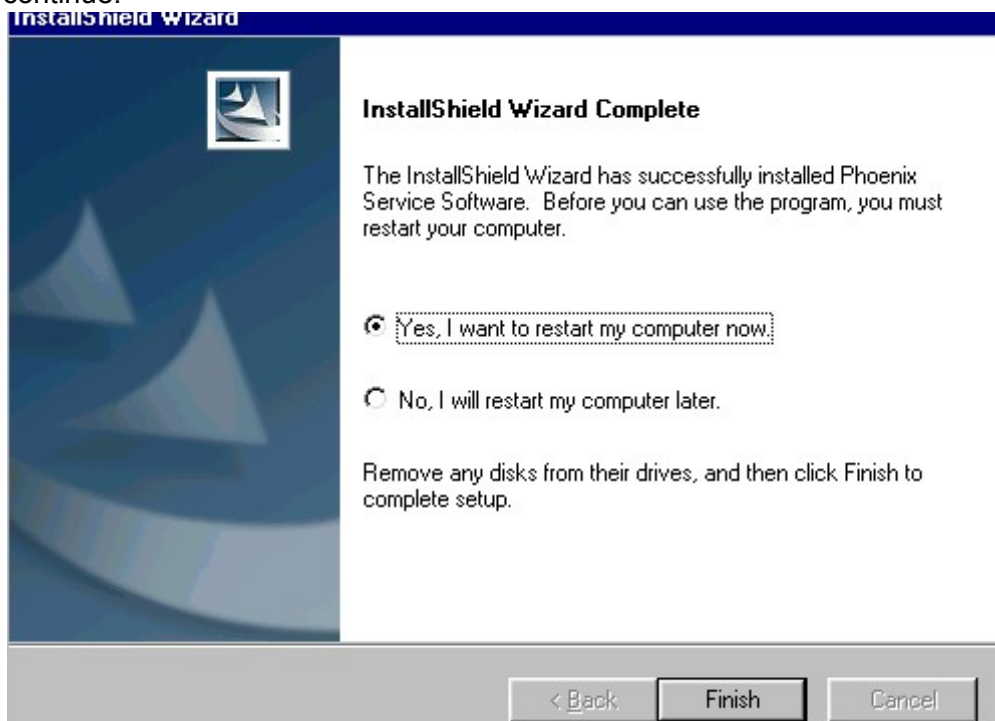 continue.
InstallShield Wizard
InstallShield Wizard Complete
The InstallShield Wizard has successfully installed Phoenix
Service Software.  Before you can use the program, you must
restart your computer.
Yes, I want to restart my computer now.
No, I will restart my computer later.
Remove any disks from their drives, and then click Finish to
complete setup.
< Back
Finish
Cancel